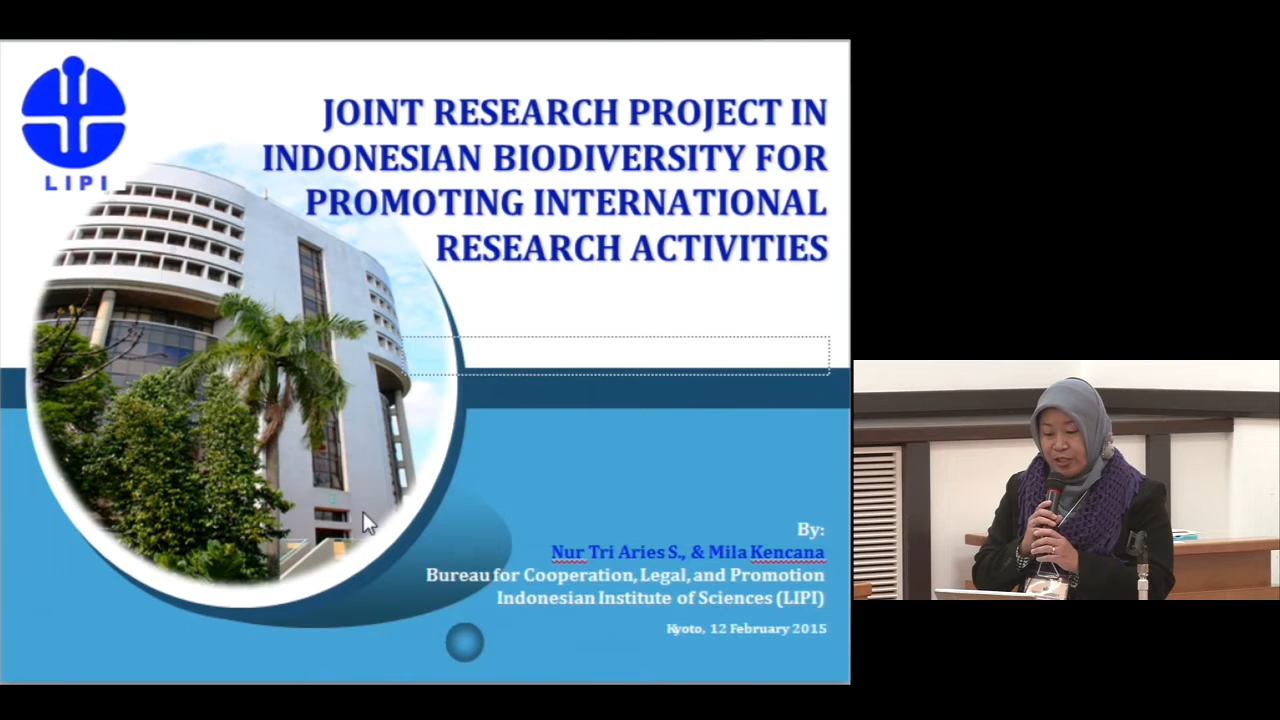 LIPI
JOINT RESEARCH PROJECT IN
INDONESIAN BIODIVERSITY FOR
PROMOTING INTERNATIONAL
RESEARCH ACTIVITIES
By:
Nur Tri Aries S., & Mila Kencana
Bureau for Cooperation, Legal, and Promotion
Indonesian Institute of Sciences (LIPI)
Kyoto, 12 February 2015